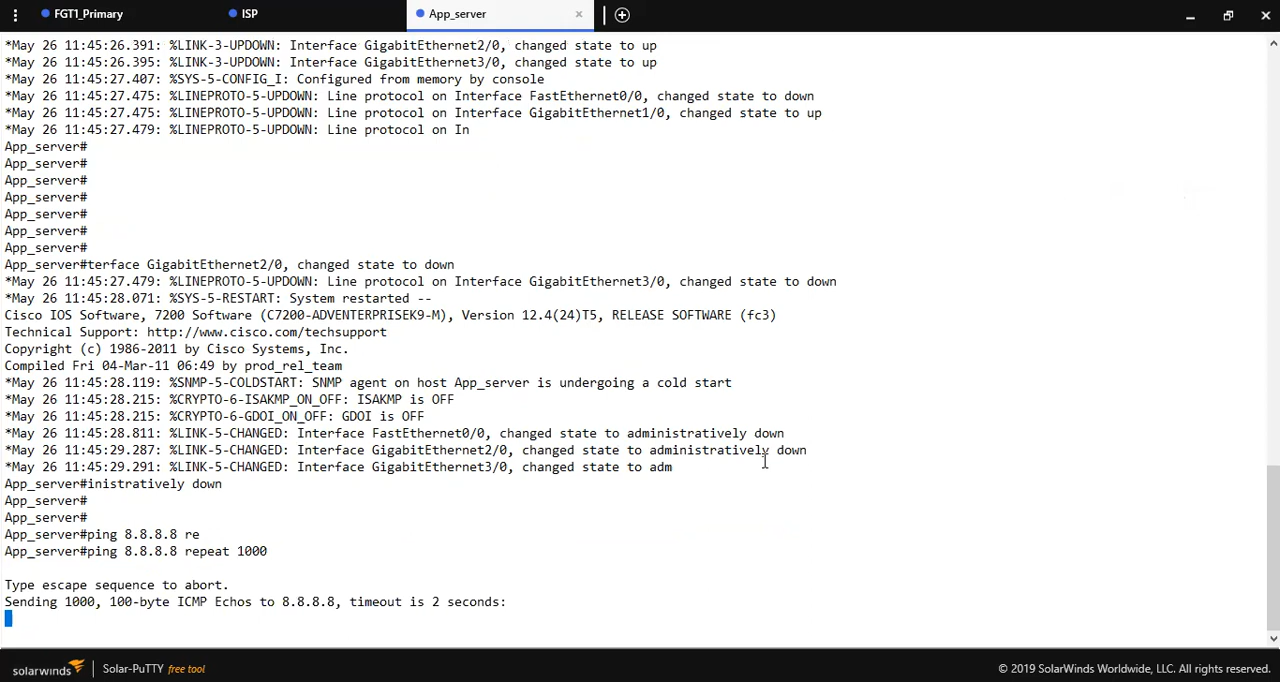 FGT1_Primary
ISP
App_server
*May 26 11:45:26.391: %LINK-3-UPDOWN: Interface GigabitEthernet2/0, changed state to up
*May 26 11:45:26.395: %LINK-3-UPDOWN: Interface GigabitEthernet3/0, changed state to up
*May 26 11:45:27.407: %SYS-5-CONFIG_I: Configured from memory by console
*May 26 11:45:27.475: %LINEPROTO-5-UPDOWN: Line protocol on Interface FastEthernet0/0, changed state to down
*May 26 11:45:27.475: %LINEPROTO-5-UPDOWN: Line protocol on Interface GigabitEthernet1/0, changed state to up
*May 26 11:45:27.479: %LINEPROTO-5-UPDOWN: Line protocol on In
App_server#
App_server#
App_server#
App_server#
App_server#
App_server#
App_server#
App_server#terface GigabitEthernet2/0, changed state to down
*May 26 11:45:27.479: %LINEPROTO-5-UPDOWN: Line protocol on Interface GigabitEthernet3/0, changed state to down
*May 26 11:45:28.071: %SYS-5-RESTART: System restarted --
Cisco IOS Software, 7200 Software (C7200-ADVENTERPRISEK9-M), Version 12.4(24)T5, RELEASE SOFTWARE (fc3)
Technical Support: http://www.cisco.com/techsupport
Copyright (c) 1986-2011 by Cisco Systems, Inc.
Compiled Fri 04-Mar-11 06:49 by prod_rel_team
*May 26 11:45:28.119: %SNMP-5-COLDSTART: SNMP agent on host App_server is undergoing a cold start
*May 26 11:45:28.215: %CRYPTO-6-ISAKMP_ON_OFF: ISAKMP is OFF
*May 26 11:45:28.215: %CRYPTO-6-GDOI_ON_OFF: GDOI is OFF
*May 26 11:45:28.811: %LINK-5-CHANGED: Interface FastEthernet0/0, changed state to administratively down
*May 26 11:45:29.287: %LINK-5-CHANGED: Interface GigabitEthernet2/0, changed state to administratively down
*May 26 11:45:29.291: %LINK-5-CHANGED: Interface GigabitEthernet3/0, changed state to adm
App_server#inistratively down
App_server#
App_server#
App_server#ping 8.8.8.8 re
App_server#ping 8.8.8.8 repeat 1000
Type escape sequence to abort.
Sending 1000, 100-byte ICMP Echos to 8.8.8.8, timeout is 2 seconds:
solarwinds Solar-PuTTY free tool
© 2019 SolarWinds Worldwide, LLC. All rights reserved.